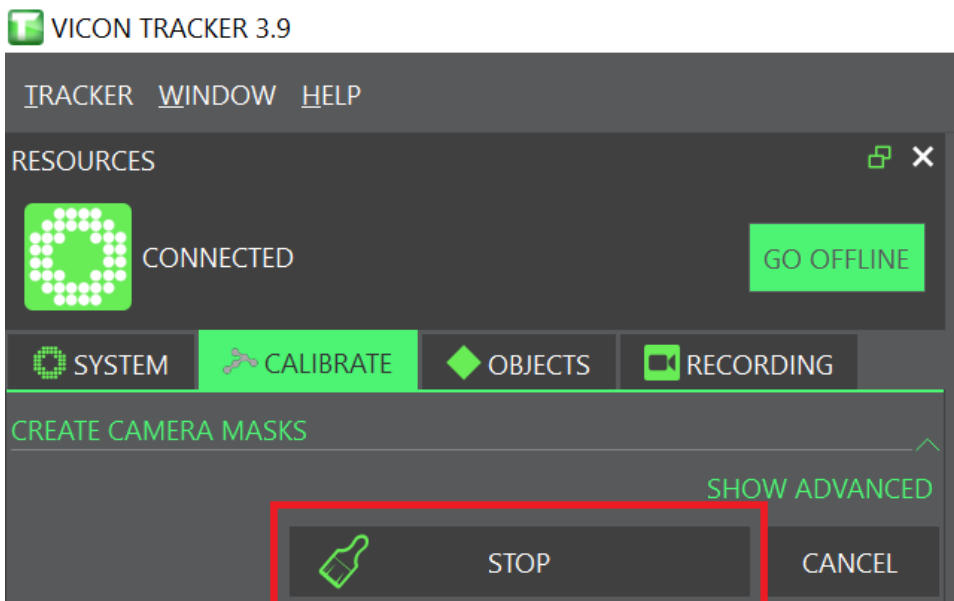 VICON TRACKER 3.9
TRACKER WINDOW HELP
RESOURCES
CONNECTED
GO OFFLINE
SYSTEM CALIBRATE OBJECTS RECORDING
CREATE CAMERA MASKS
SHOW ADVANCED
STOP CANCEL